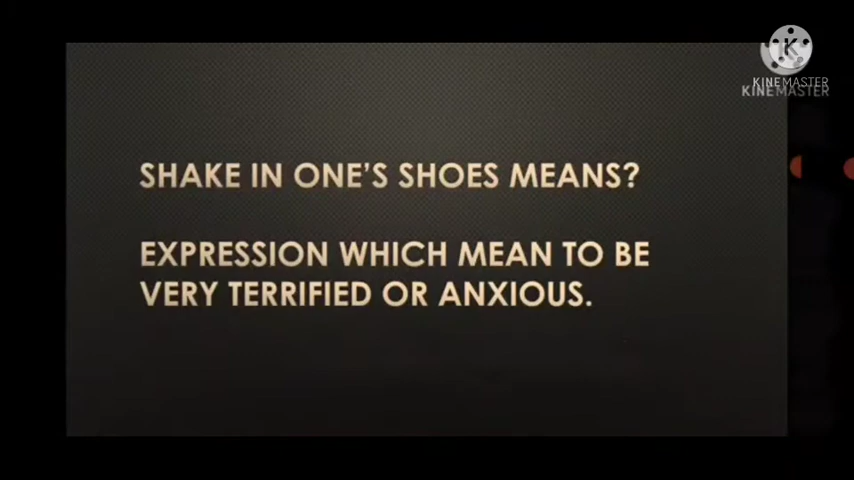 KINEMASTER
KINEMASTER
SHAKE IN ONE'S SHOES MEANS?
EXPRESSION WHICH MEAN TO BE
VERY TERRIFIED OR ANXIOUS.